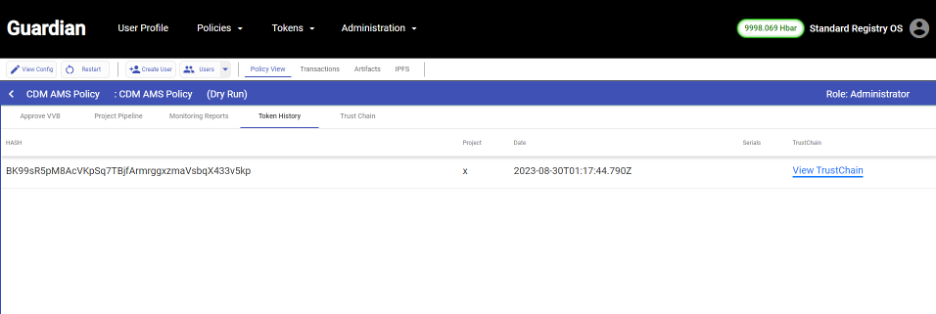 Guardian User Profile Policies Tokens Administration 9998.069 Hbar Standard Registry OS
View Config Restart Create User Users Policy View Transactions Artifacts IPFS
CDM AMS Policy : CDM AMS Policy (Dry Run) Role: Administrator
Approve VVB Project Pipeline Monitoring Reports Token History Trust Chain
HASH Project Date Serials TrustChain
BK99sR5pM8AcVKpSq7TBjfArmrggxzmaVsbqX433v5kp x 2023-08-30T01:17:44.790Z View TrustChain